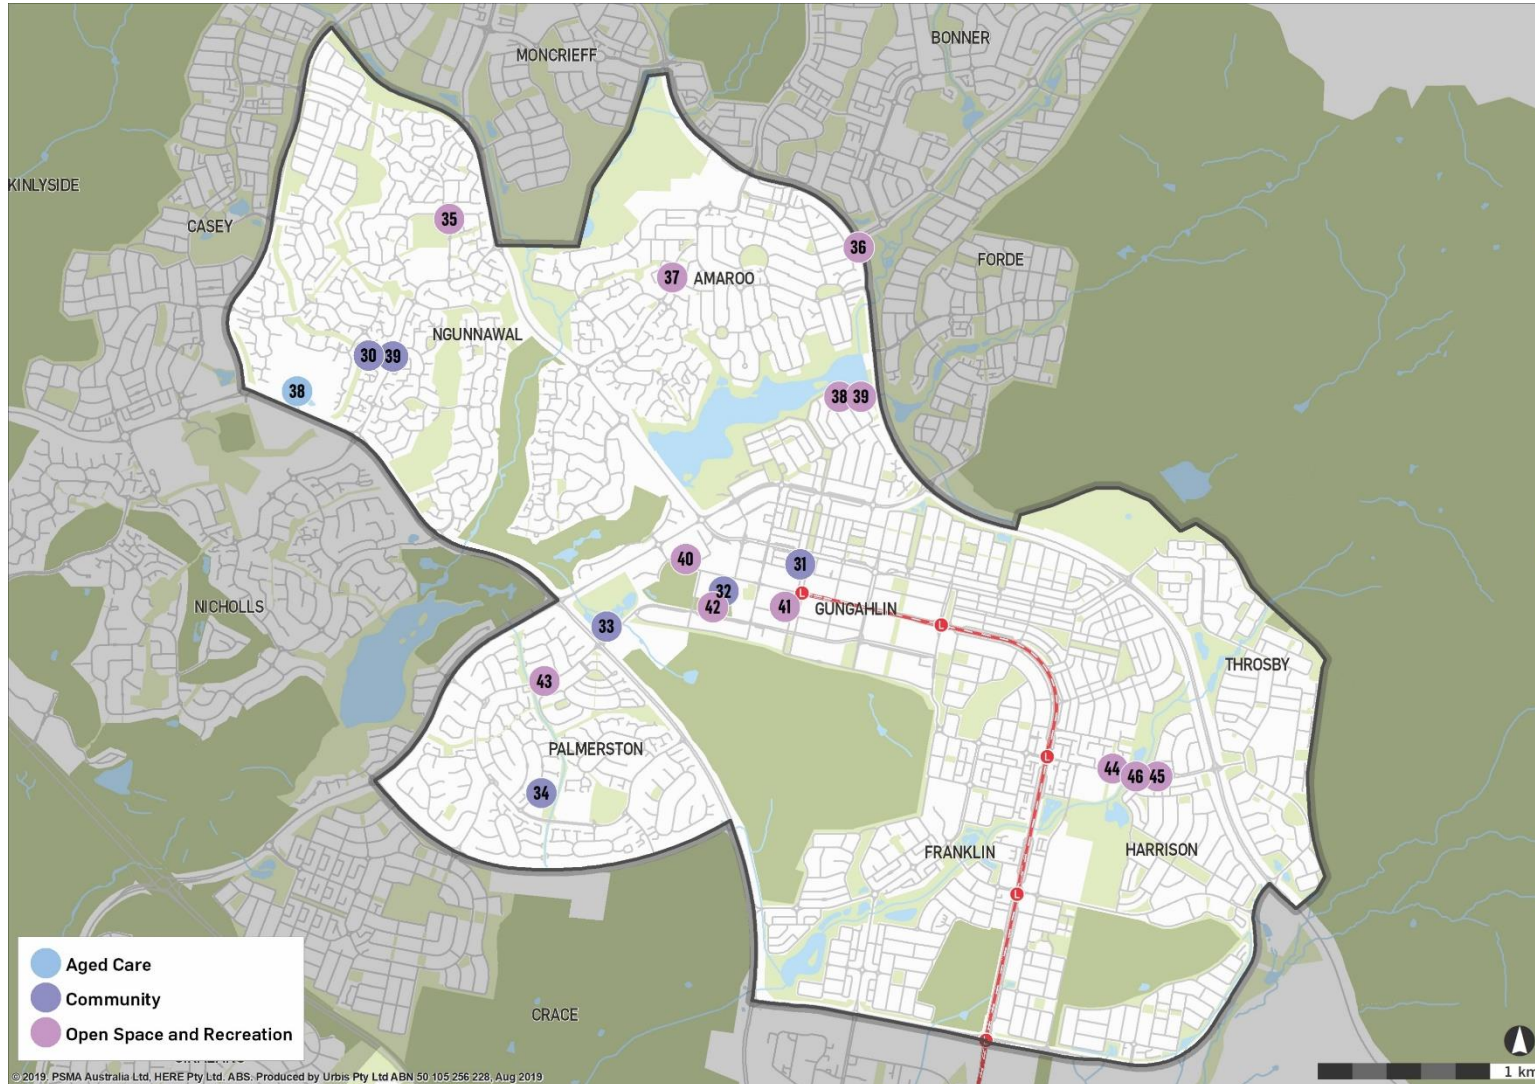 BONNER
MONCRIEFF
KINLYSIDE
CASEY
35
36
FORDE
37
AMAROO
NGUNNAWAL
30
39
38
38
39
40
31
32
L
NICHOLLS
42
41
GUNGAHLIN
33
L
THROSBY
43
PALMERSTON
L
44
46
45
34
FRANKLIN
HARRISON
L
Aged Care
Community
CRACE
Open Space and Recreation
L
1 km
© 2019. PSMA Australia Ltd, HERE Pty Ltd. ABS. Produced by Urbis Pty Ltd ABN 50 105 256 228, Aug 2019